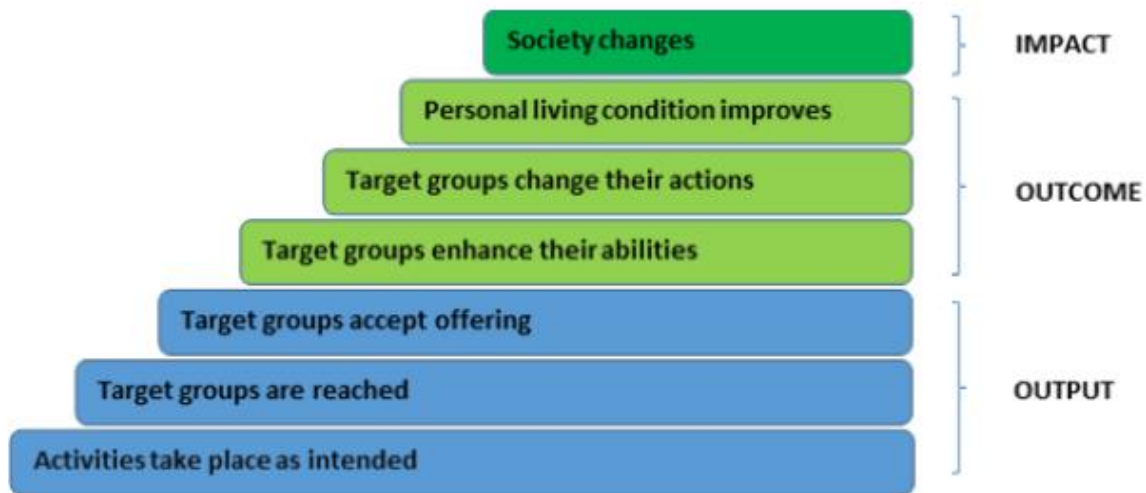 Society changes
IMPACT
Personal living condition improves
Target groups change their actions
OUTCOME
Target groups enhance their abilities
Target groups accept offering
Target groups are reached
OUTPUT
Activities take place as intended